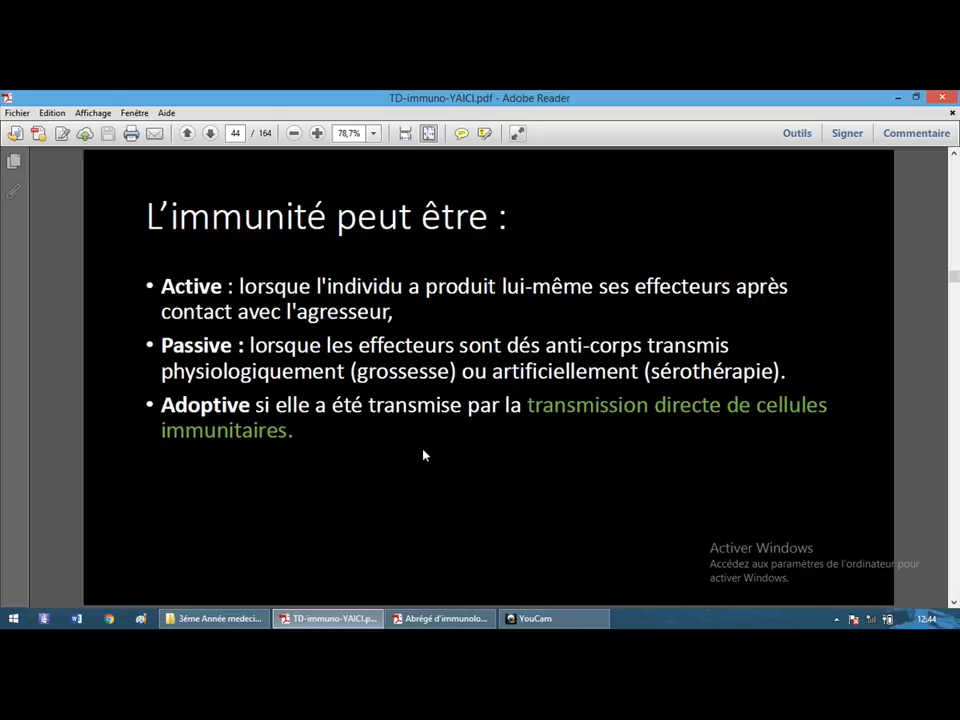 TD-immuno-YAICI.pdf - Adobe Reader
Fichier Edition Affichage Fenêtre Aide
44 / 164 78,7% Outils Signer Commentaire
L’immunité peut être :
• Active : lorsque l'individu a produit lui-même ses effecteurs après
contact avec l'agresseur,
• Passive : lorsque les effecteurs sont dés anti-corps transmis
physiologiquement (grossesse) ou artificiellement (sérothérapie).
• Adoptive si elle a été transmise par la transmission directe de cellules
immunitaires.
Activer Windows
Accédez aux paramètres de l'ordinateur pour
activer Windows.
3éme Année medeci... TD-immuno-YAICI.p... Abrégé d'immunolo... YouCam 12:44